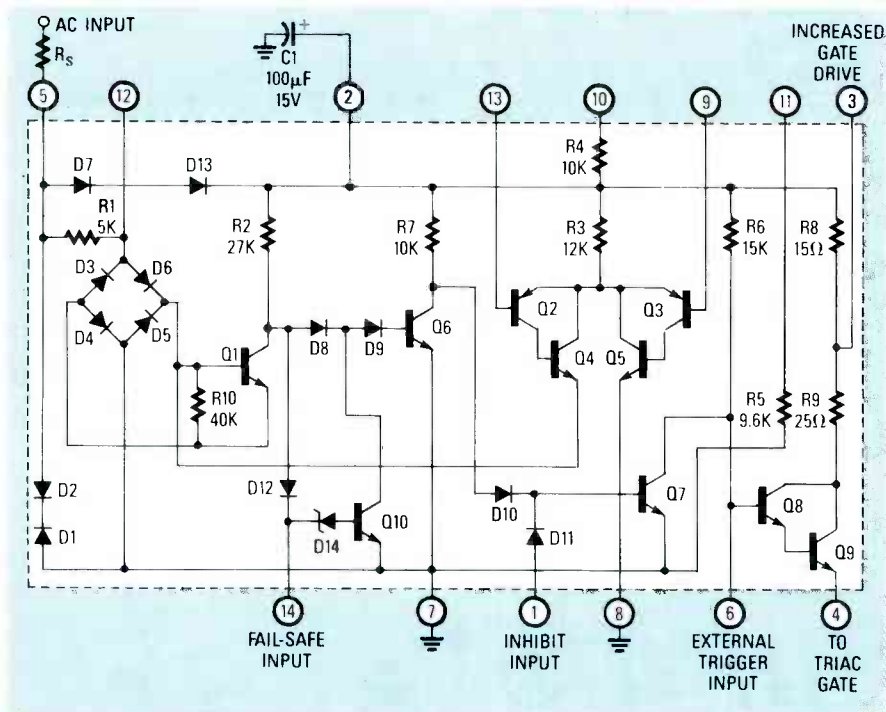 AC INPUT
RS
C1
100µF
15V
+
INCREASED
GATE
DRIVE
5
12
2
13
10
9
11
3
D7
D13
R4
10K
R1
5K
R2
27K
R7
10K
R3
12K
R6
15K
R8
15Ω
D3
D6
D4
D5
Q2
Q3
Q1
D8
D9
Q6
Q4
Q5
R10
40K
R5
9.6K
R9
25Ω
D2
D12
D1
D14
Q10
D10
D11
Q7
Q8
Q9
14
7
1
8
6
4
FAIL-SAFE
INPUT
INHIBIT
INPUT
EXTERNAL
TRIGGER
INPUT
TO
TRIAC
GATE